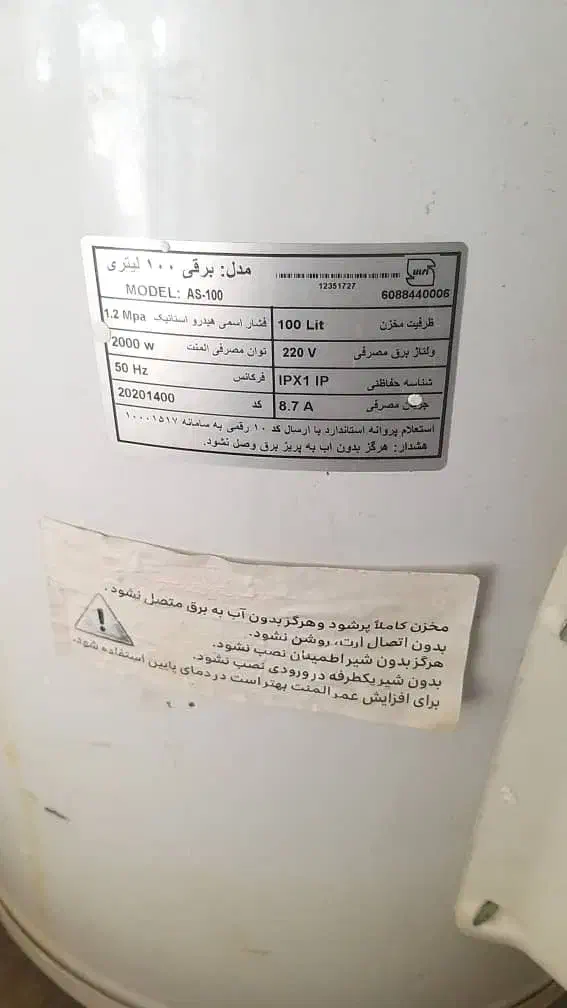 مدل: برقی ۱۰۰ لیتری
MODEL: AS-100
12351727
6088440006
ظرفیت مخزن 100 Lit فشار اسمی هیدرو استاتیک 1.2 Mpa
ولتاژ برق مصرفی 220 V توان مصرفی المنت 2000 w
شناسه حفاظتی IPX1 IP فرکانس 50 Hz
جریان مصرفی 8.7 A کد 20201400
استعلام پروانه استاندارد با ارسال کد ۱۰ رقمی به سامانه ۱۰۰۰۱۵۱۷
هشدار: هرگز بدون آب به پریز برق وصل نشود.
مخزن کاملاً پرشود وهرگز بدون آب به برق متصل نشود.
بدون اتصال ارت، روشن نشود.
هرگز بدون شیر اطمینان نصب نشود.
بدون شیر یکطرفه در ورودی نصب نشود.
برای افزایش عمر المنت بهتر است در دمای پایین استفاده شود.